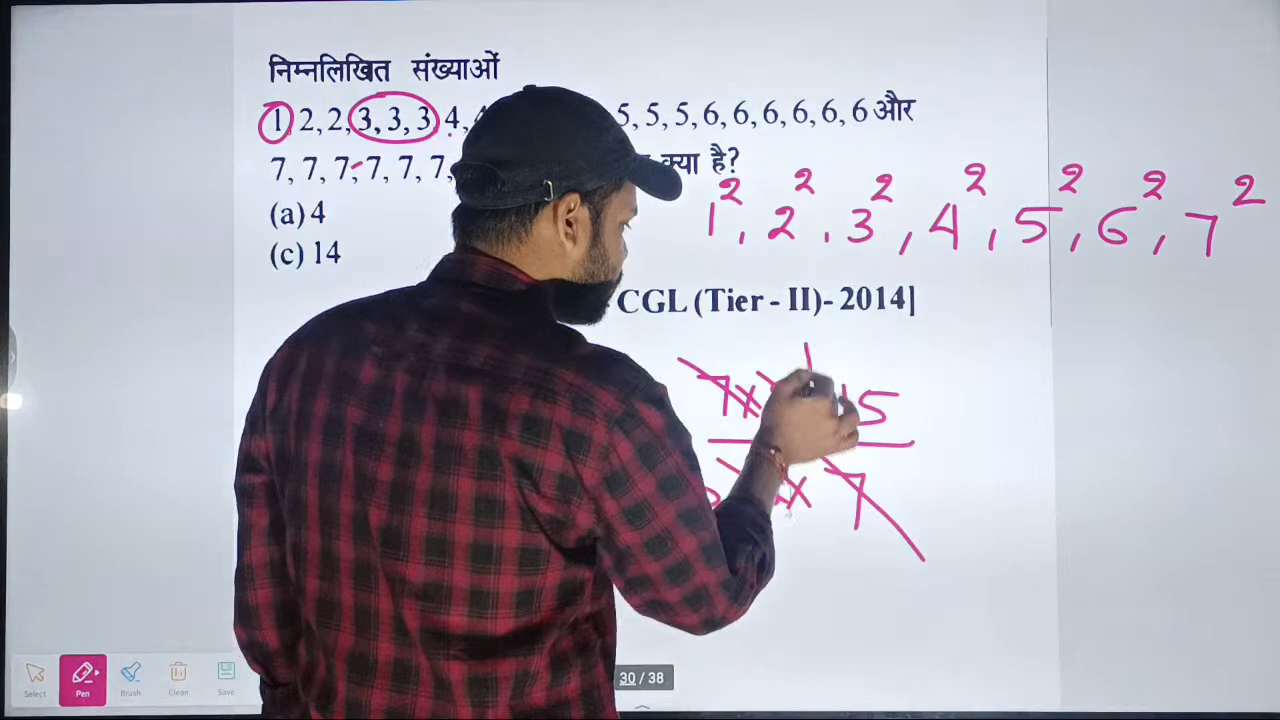 निम्नलिखित संख्याओं
1, 2, 2, 3, 3, 3, 4, 5, 5, 5, 6, 6, 6, 6, 6, 6 और
7, 7, 7, 7, 7, 7, क्या है?
1², 2², 3², 4², 5², 6², 7²
(a) 4
(c) 14
CGL (Tier - II)- 2014]
7× 15
× 7
Select Pen Brush Clean Save
30 / 38